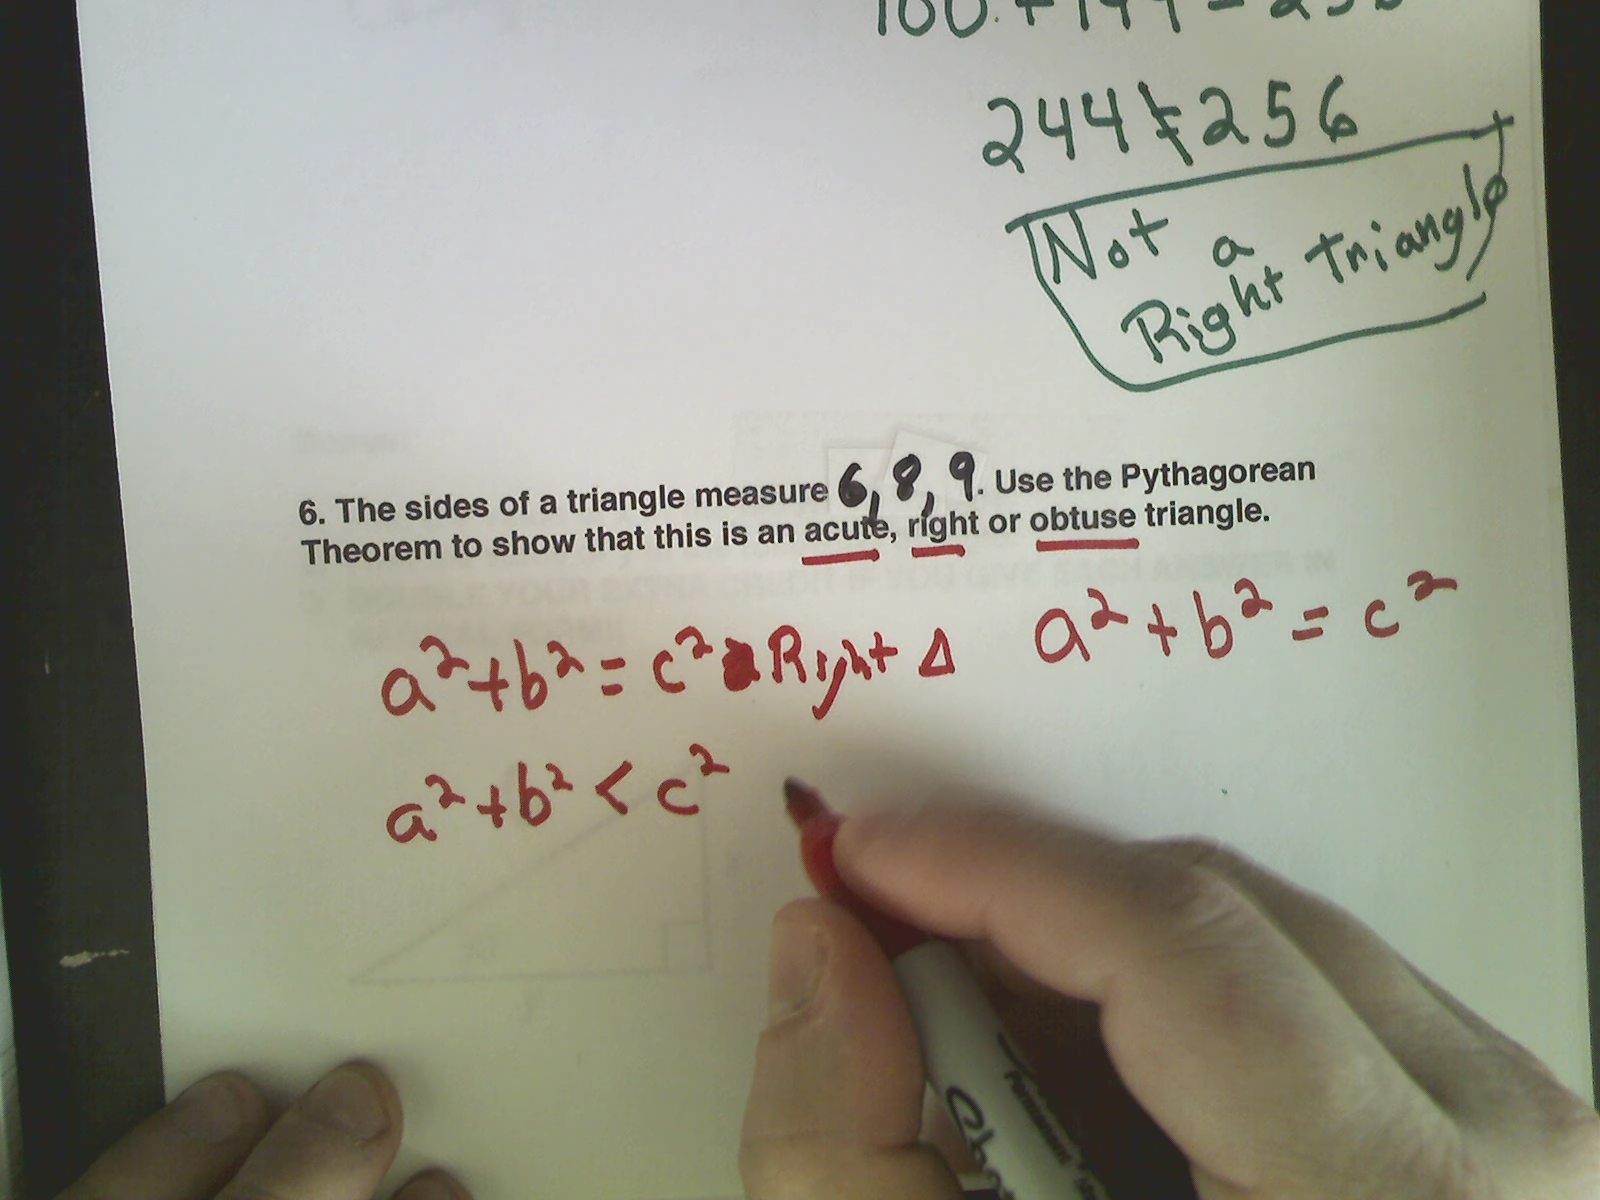 244 ≠ 256
Not a
Right Triangle
6. The sides of a triangle measure 6, 8, 9. Use the Pythagorean
Theorem to show that this is an acute, right or obtuse triangle.
a² + b² = c² Right Δ a² + b² = c²
a² + b² < c²